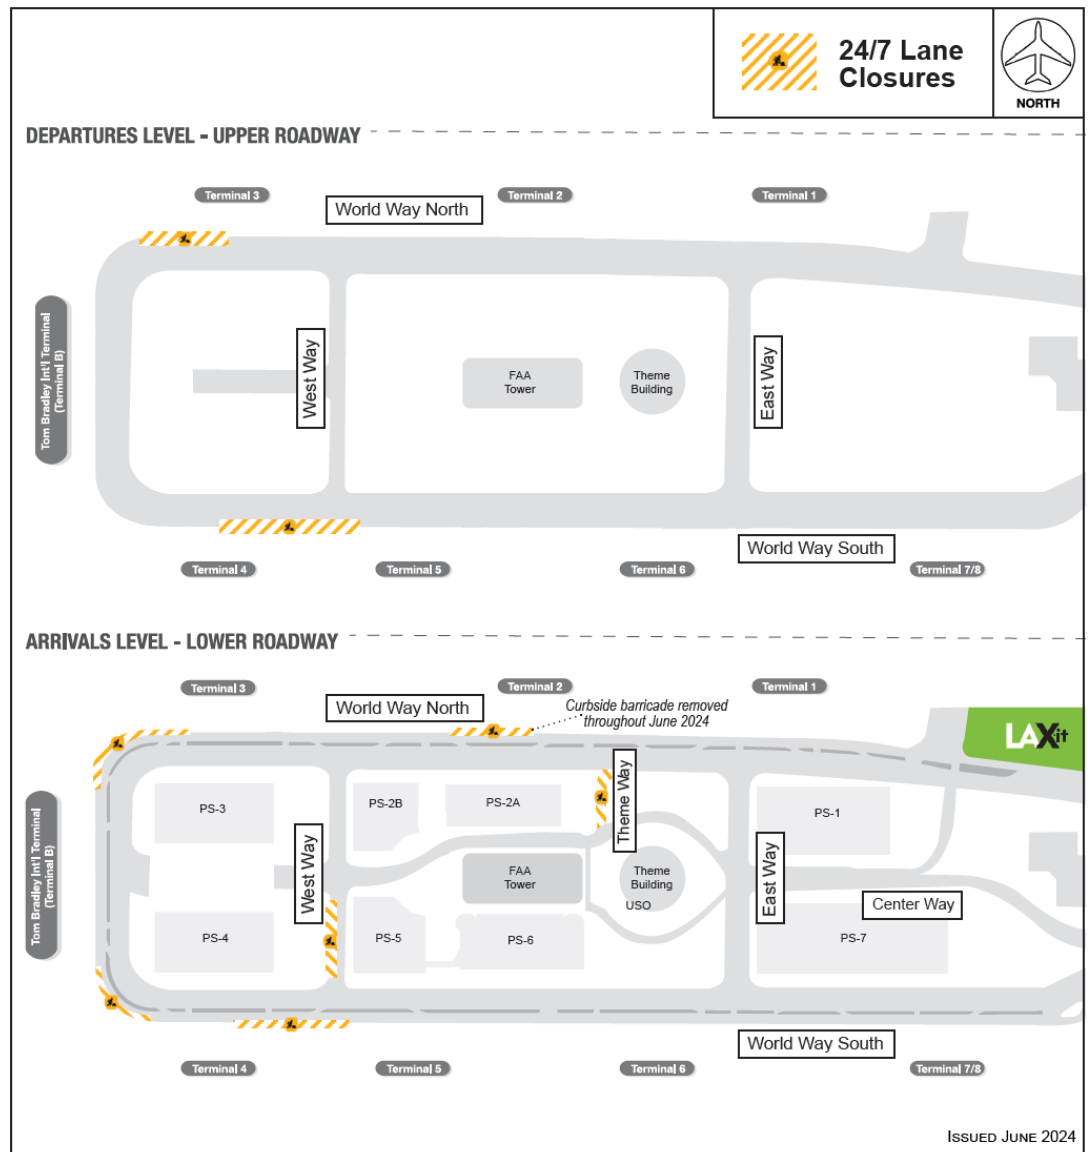 24/7 Lane
Closures
NORTH
DEPARTURES LEVEL - UPPER ROADWAY
Terminal 3
Terminal 2
Terminal 1
World Way North
Tom Bradley Int'l Terminal
(Terminal B)
West Way
FAA
Tower
Theme
Building
East Way
World Way South
Terminal 4
Terminal 5
Terminal 6
Terminal 7/8
ARRIVALS LEVEL - LOWER ROADWAY
Terminal 3
Terminal 2
Terminal 1
World Way North
Curbside barricade removed
throughout June 2024
LAXit
Theme Way
PS-3
PS-2B
PS-2A
PS-1
Tom Bradley Int'l Terminal
(Terminal B)
West Way
FAA
Tower
Theme
Building
USO
East Way
Center Way
PS-4
PS-5
PS-6
PS-7
World Way South
Terminal 4
Terminal 5
Terminal 6
Terminal 7/8
ISSUED JUNE 2024